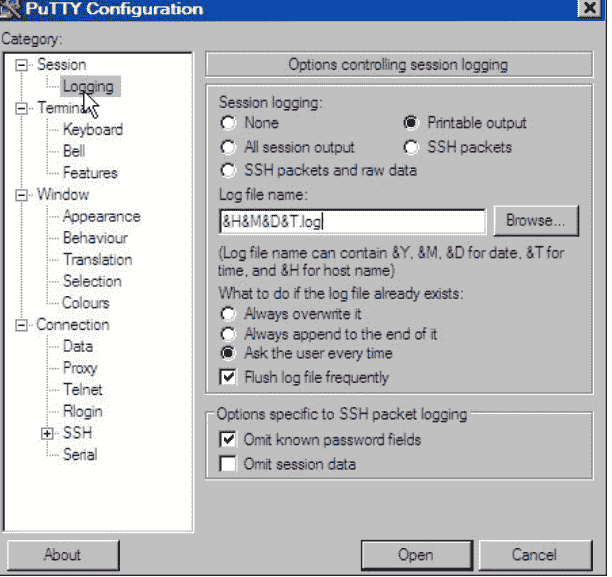 PuTTY Configuration
Category:
Session
Logging
Terminal
Keyboard
Bell
Features
Window
Appearance
Behaviour
Translation
Selection
Colours
Connection
Data
Proxy
Telnet
Rlogin
SSH
Serial
Options controlling session logging
Session logging:
None
Printable output
All session output
SSH packets
SSH packets and raw data
Log file name:
&H&M&D&T.log
Browse...
(Log file name can contain &Y, &M, &D for date, &T for
time, and &H for host name)
What to do if the log file already exists:
Always overwrite it
Always append to the end of it
Ask the user every time
Flush log file frequently
Options specific to SSH packet logging
Omit known password fields
Omit session data
About
Open
Cancel